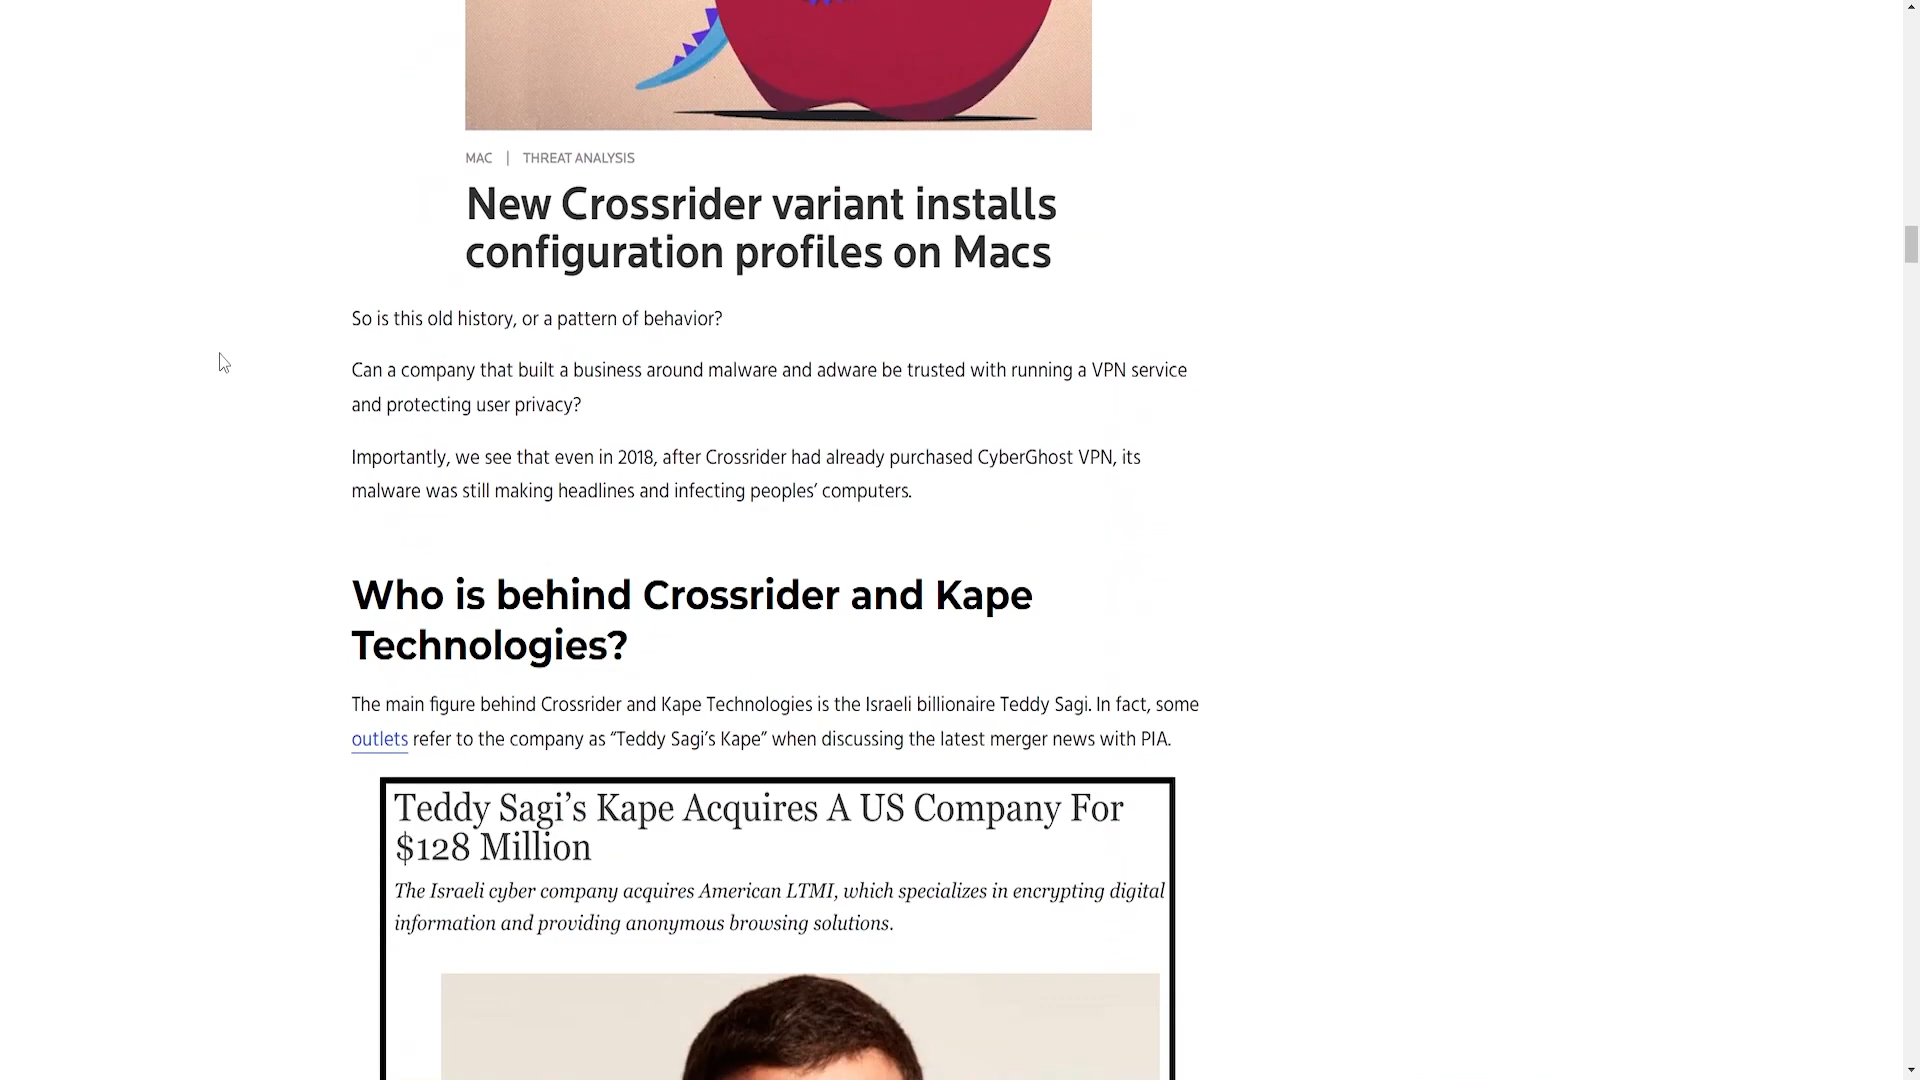 MAC | THREAT ANALYSIS
New Crossrider variant installs
configuration profiles on Macs
So is this old history, or a pattern of behavior?
Can a company that built a business around malware and adware be trusted with running a VPN service
and protecting user privacy?
Importantly, we see that even in 2018, after Crossrider had already purchased CyberGhost VPN, its
malware was still making headlines and infecting peoples’ computers.
Who is behind Crossrider and Kape
Technologies?
The main figure behind Crossrider and Kape Technologies is the Israeli billionaire Teddy Sagi. In fact, some
outlets refer to the company as “Teddy Sagi’s Kape” when discussing the latest merger news with PIA.
Teddy Sagi’s Kape Acquires A US Company For
$128 Million
The Israeli cyber company acquires American LTMI, which specializes in encrypting digital
information and providing anonymous browsing solutions.